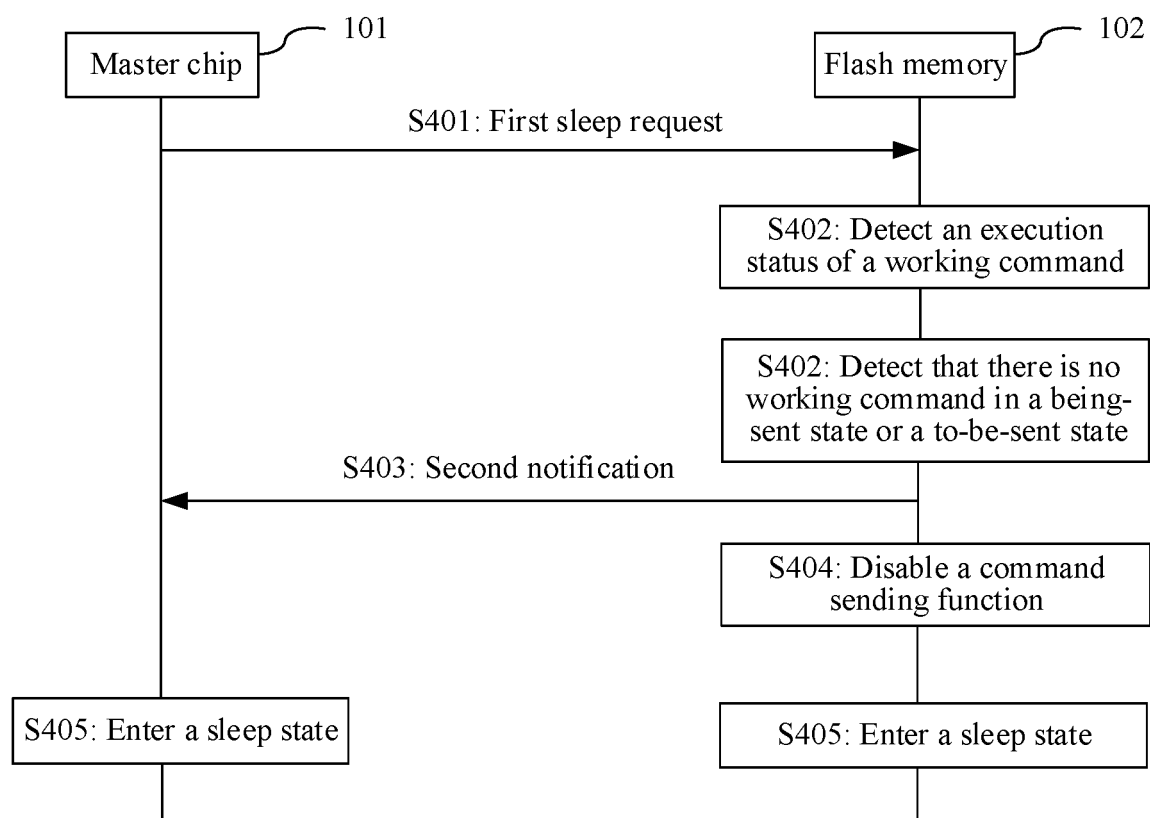 101
102
Master chip
Flash memory
S401: First sleep request
S402: Detect an execution
status of a working command
S402: Detect that there is no
working command in a being-
sent state or a to-be-sent state
S403: Second notification
S404: Disable a command
sending function
S405: Enter a sleep state
S405: Enter a sleep state